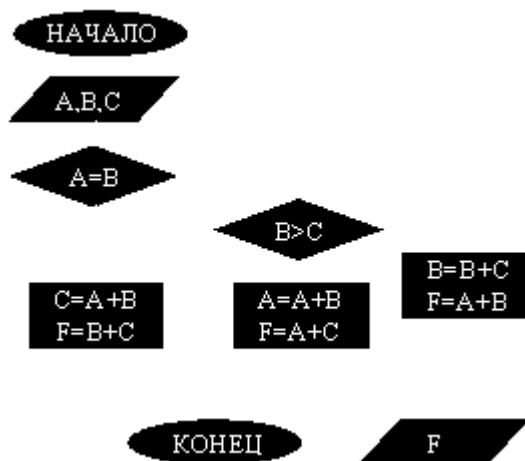 НАЧАЛО
A,B,C
A=B
B>C
B=B+C
F=A+B
C=A+B
F=B+C
A=A+B
F=A+C
КОНЕЦ
F